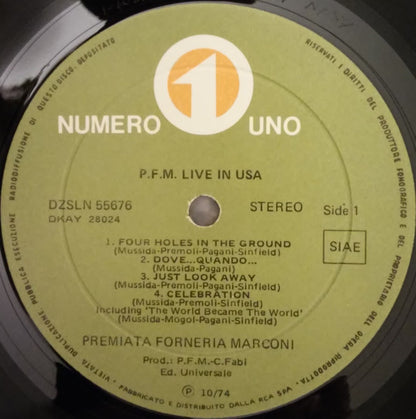 NUMERO 1 UNO
P.F.M. LIVE IN USA
DZSLN 55676
DKAY 28024
STEREO
Side 1
SIAE
1. FOUR HOLES IN THE GROUND
(Mussida-Premoli-Pagani-Sinfield)
2. DOVE...QUANDO...
(Mussida-Pagani)
3. JUST LOOK AWAY
(Mussida-Premoli-Sinfield)
4. CELEBRATION
(Mussida-Premoli-Pagani-Sinfield)
including 'The World Became The World'
(Mussida-Mogol-Pagani-Sinfield)
PREMIATA FORNERIA MARCONI
Prod.: P.F.M.-C.Fabi
Ed. Universale
Ⓟ 10/74
VIETATA DUPLICAZIONE PUBBLICA ESECUZIONE RADIODIFFUSIONE DI QUESTO DISCO · DEPOSITATO
RISERVATI I DIRITTI DEL PRODUTTORE FONOGRAFICO E DEL PROPRIETARIO DELL'OPERA RIPRODOTTA
FABBRICATO E DISTRIBUITO DALLA RCA SPA